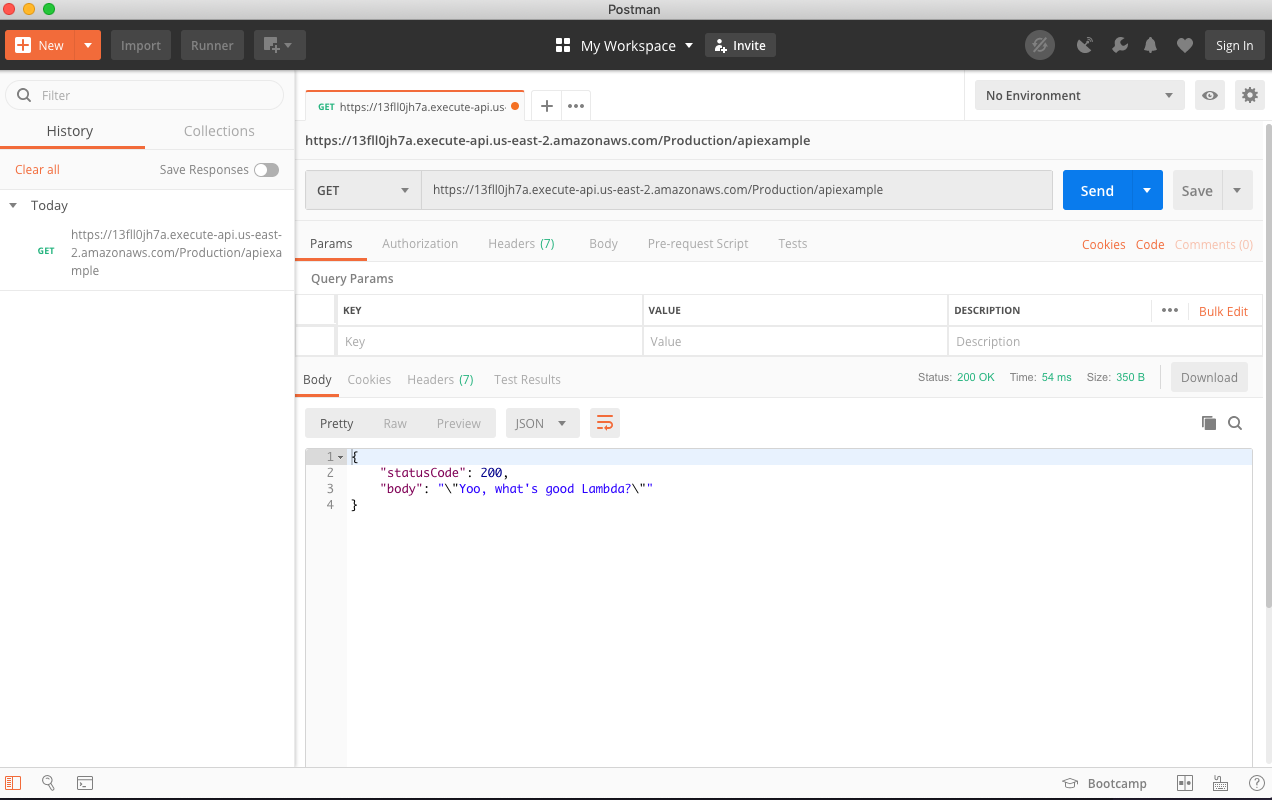 Postman
New
Import
Runner
My Workspace
Invite
Sign In
Filter
History
Collections
Clear all
Save Responses
Today
GET
https://13fll0jh7a.execute-api.us-east-
2.amazonaws.com/Production/apiexa
mple
GET https://13fll0jh7a.execute-api.us-
No Environment
https://13fll0jh7a.execute-api.us-east-2.amazonaws.com/Production/apiexample
GET
https://13fll0jh7a.execute-api.us-east-2.amazonaws.com/Production/apiexample
Send
Save
Params
Authorization
Headers (7)
Body
Pre-request Script
Tests
Cookies
Code
Comments (0)
Query Params
KEY
VALUE
DESCRIPTION
Bulk Edit
Key
Value
Description
Body
Cookies
Headers (7)
Test Results
Status: 200 OK
Time: 54 ms
Size: 350 B
Download
Pretty
Raw
Preview
JSON
1 {
2 "statusCode": 200,
3 "body": "\"Yoo, what's good Lambda?\""
4 }
Bootcamp